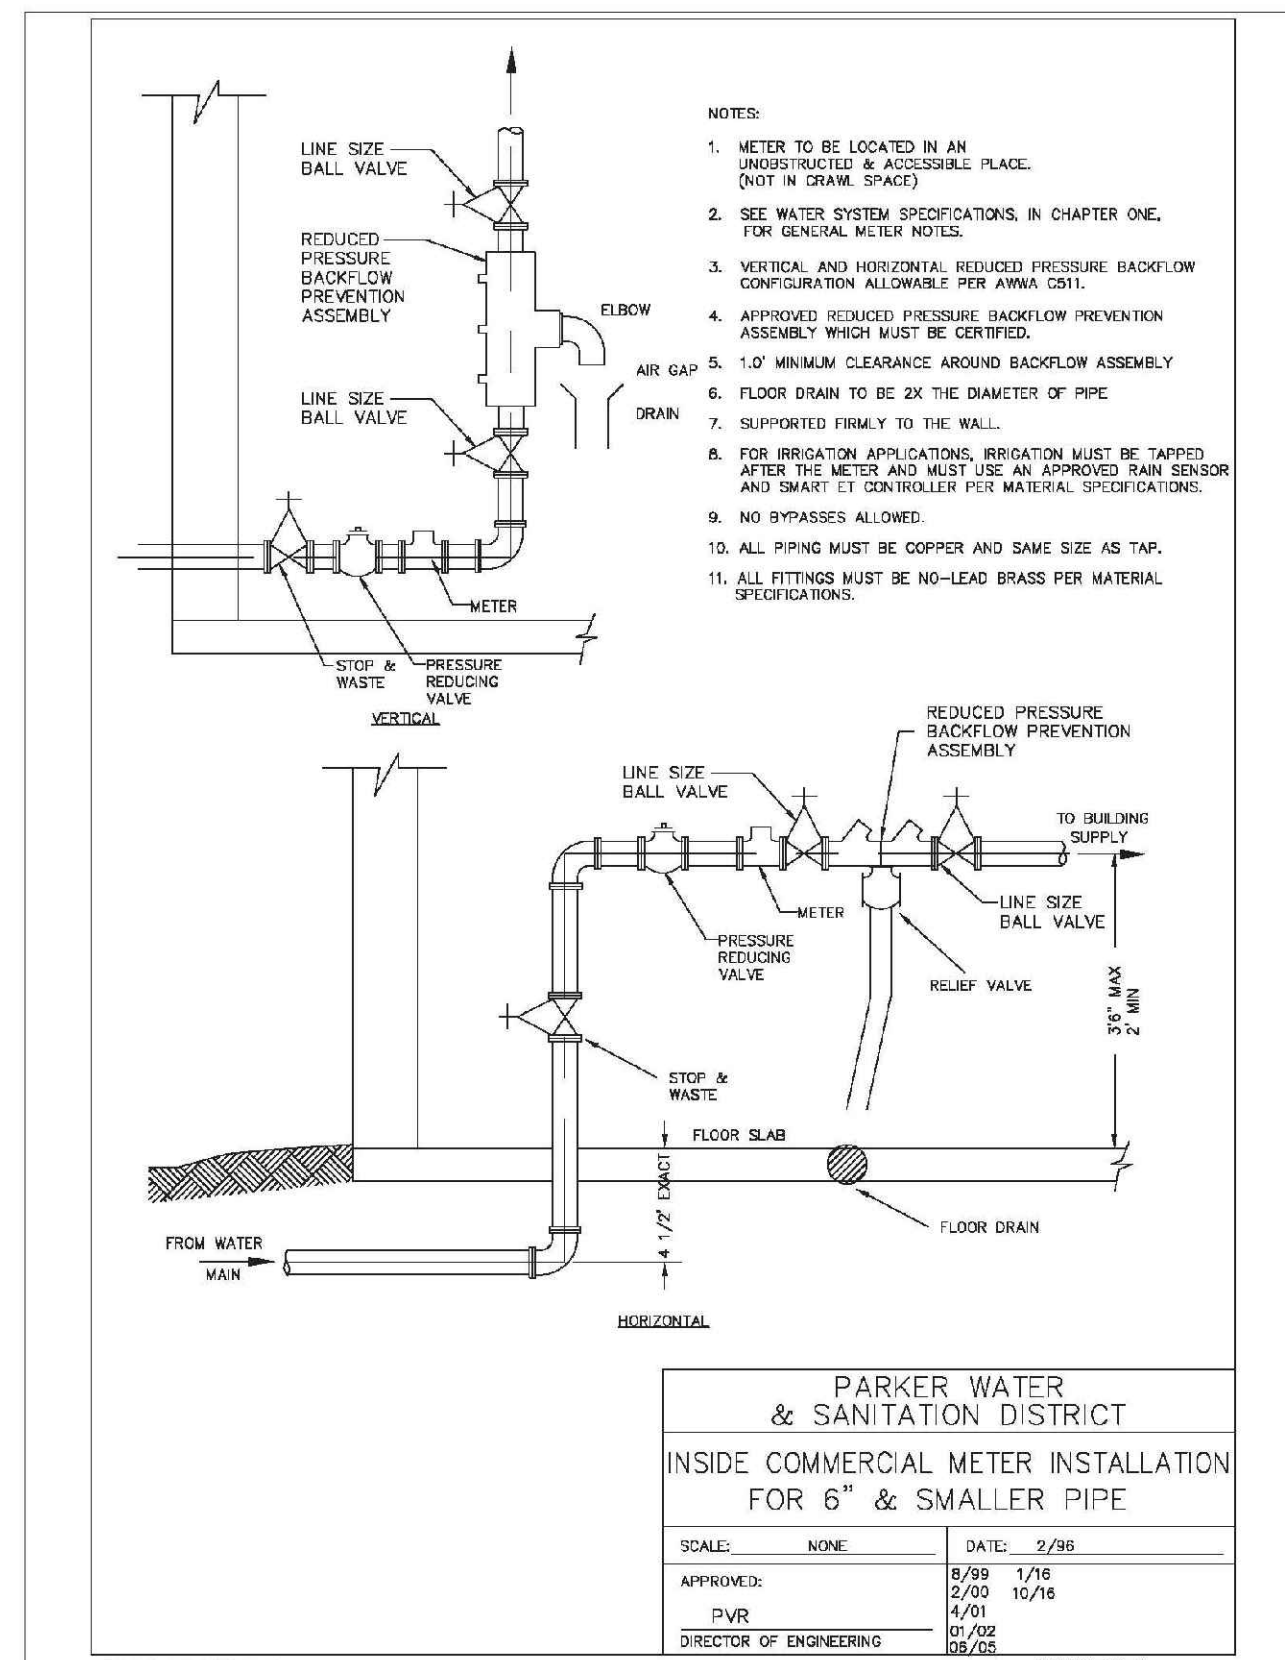 LINE SIZE
BALL VALVE
REDUCED
PRESSURE
BACKFLOW
PREVENTION
ASSEMBLY
ELBOW
AIR GAP
DRAIN
LINE SIZE
BALL VALVE
METER
STOP &
WASTE
PRESSURE
REDUCING
VALVE
VERTICAL
NOTES:
1. METER TO BE LOCATED IN AN
UNOBSTRUCTED & ACCESSIBLE PLACE.
(NOT IN CRAWL SPACE)
2. SEE WATER SYSTEM SPECIFICATIONS, IN CHAPTER ONE,
FOR GENERAL METER NOTES.
3. VERTICAL AND HORIZONTAL REDUCED PRESSURE BACKFLOW
CONFIGURATION ALLOWABLE PER AWWA C511.
4. APPROVED REDUCED PRESSURE BACKFLOW PREVENTION
ASSEMBLY WHICH MUST BE CERTIFIED.
5. 1.0' MINIMUM CLEARANCE AROUND BACKFLOW ASSEMBLY
6. FLOOR DRAIN TO BE 2X THE DIAMETER OF PIPE
7. SUPPORTED FIRMLY TO THE WALL.
8. FOR IRRIGATION APPLICATIONS, IRRIGATION MUST BE TAPPED
AFTER THE METER AND MUST USE AN APPROVED RAIN SENSOR
AND SMART ET CONTROLLER PER MATERIAL SPECIFICATIONS.
9. NO BYPASSES ALLOWED.
10. ALL PIPING MUST BE COPPER AND SAME SIZE AS TAP.
11. ALL FITTINGS MUST BE NO-LEAD BRASS PER MATERIAL
SPECIFICATIONS.
REDUCED PRESSURE
BACKFLOW PREVENTION
ASSEMBLY
LINE SIZE
BALL VALVE
TO BUILDING
SUPPLY
METER
LINE SIZE
BALL VALVE
PRESSURE
REDUCING
VALVE
RELIEF VALVE
3'6" MAX
2' MIN
STOP &
WASTE
FLOOR SLAB
4 1/2' EXACT
FLOOR DRAIN
FROM WATER
MAIN
HORIZONTAL
PARKER WATER
& SANITATION DISTRICT
INSIDE COMMERCIAL METER INSTALLATION
FOR 6" & SMALLER PIPE
SCALE: NONE
DATE: 2/96
APPROVED:
PVR
DIRECTOR OF ENGINEERING
8/99 1/16
2/00 10/16
4/01
01/02
06/05